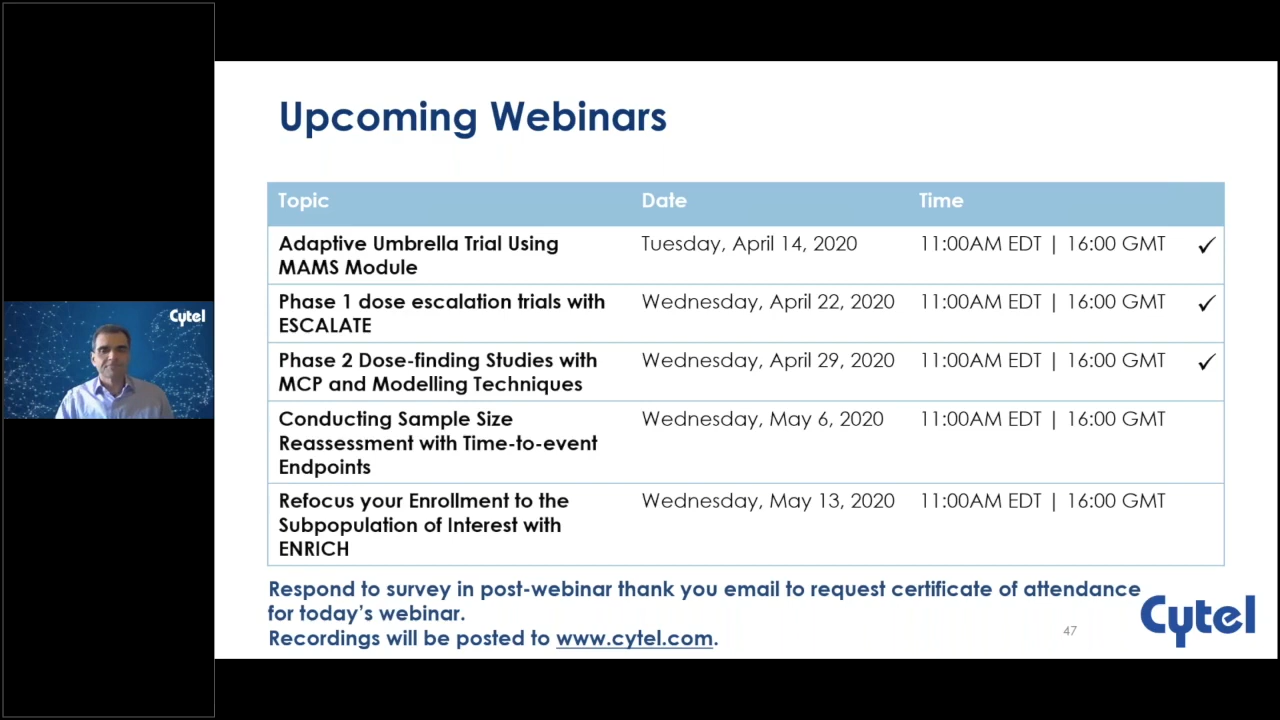 Upcoming Webinars
Topic Date Time
Adaptive Umbrella Trial Using Tuesday, April 14, 2020 11:00AM EDT | 16:00 GMT ✓
MAMS Module
Phase 1 dose escalation trials with Wednesday, April 22, 2020 11:00AM EDT | 16:00 GMT ✓
ESCALATE
Phase 2 Dose-finding Studies with Wednesday, April 29, 2020 11:00AM EDT | 16:00 GMT ✓
MCP and Modelling Techniques
Conducting Sample Size Wednesday, May 6, 2020 11:00AM EDT | 16:00 GMT
Reassessment with Time-to-event
Endpoints
Refocus your Enrollment to the Wednesday, May 13, 2020 11:00AM EDT | 16:00 GMT
Subpopulation of Interest with
ENRICH
Respond to survey in post-webinar thank you email to request certificate of attendance
for today's webinar.
Recordings will be posted to www.cytel.com.
47
Cytel
Cytel